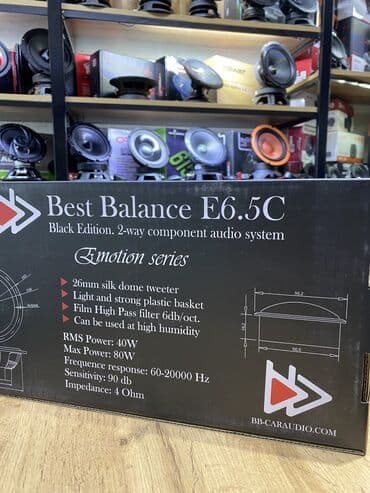 Best Balance E6.5C
Black Edition. 2-way component audio system
Emotion series
26mm silk dome tweeter
Light and strong plastic basket
Film High Pass filter 6db/oct.
Can be used at high humidity
RMS Power: 40W
Max Power: 80W
Frequency response: 60-20000 Hz
Sensitivity: 90 db
Impedance: 4 Ohm
BB-CARAUDIO.COM